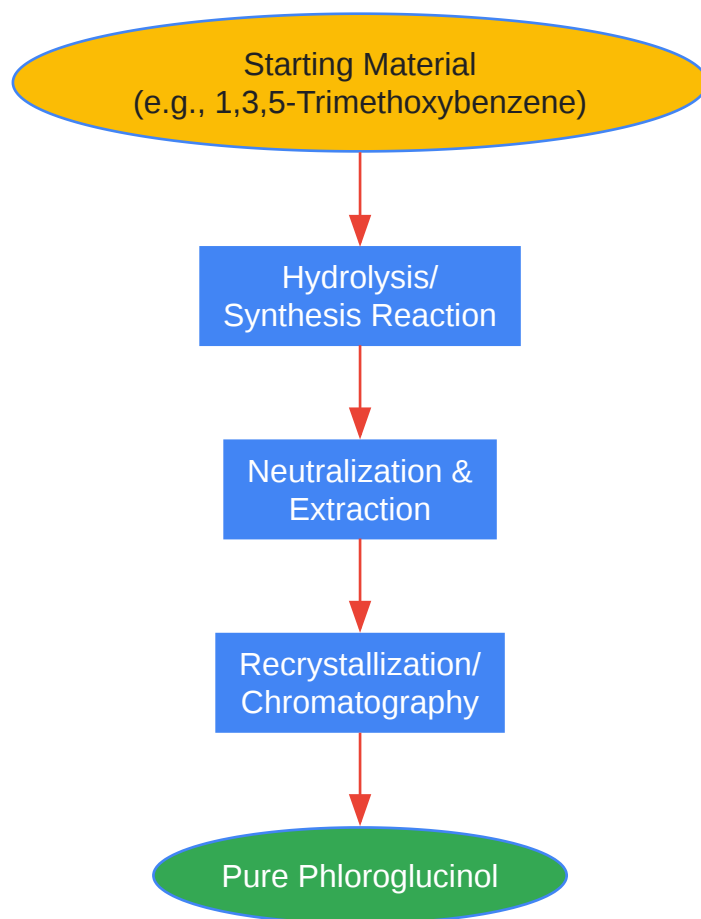 Starting Material
(e.g., 1,3,5-Trimethoxybenzene)
Hydrolysis/
Synthesis Reaction
Neutralization &
Extraction
Recrystallization/
Chromatography
Pure Phloroglucinol